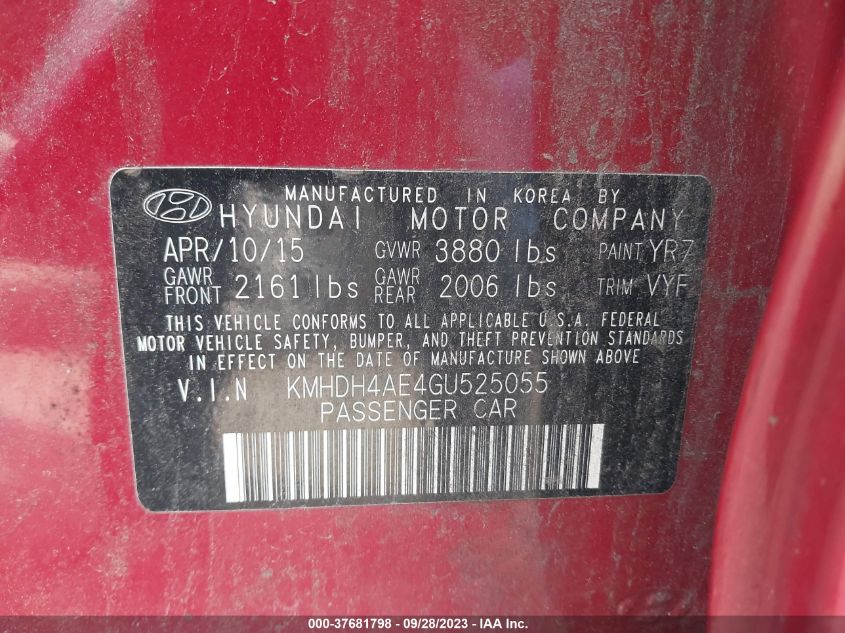 MANUFACTURED IN KOREA BY
HYUNDAI MOTOR COMPANY
APR/10/15 GVWR 3880 lbs PAINT YR7
GAWR FRONT 2161 lbs GAWR REAR 2006 lbs TRIM VYF
THIS VEHICLE CONFORMS TO ALL APPLICABLE U.S.A. FEDERAL
MOTOR VEHICLE SAFETY, BUMPER, AND THEFT PREVENTION STANDARDS
IN EFFECT ON THE DATE OF MANUFACTURE SHOWN ABOVE
V.I.N KMHDH4AE4GU525055
PASSENGER CAR
000-37681798 - 09/28/2023 - © 2023 - IAA, Inc.